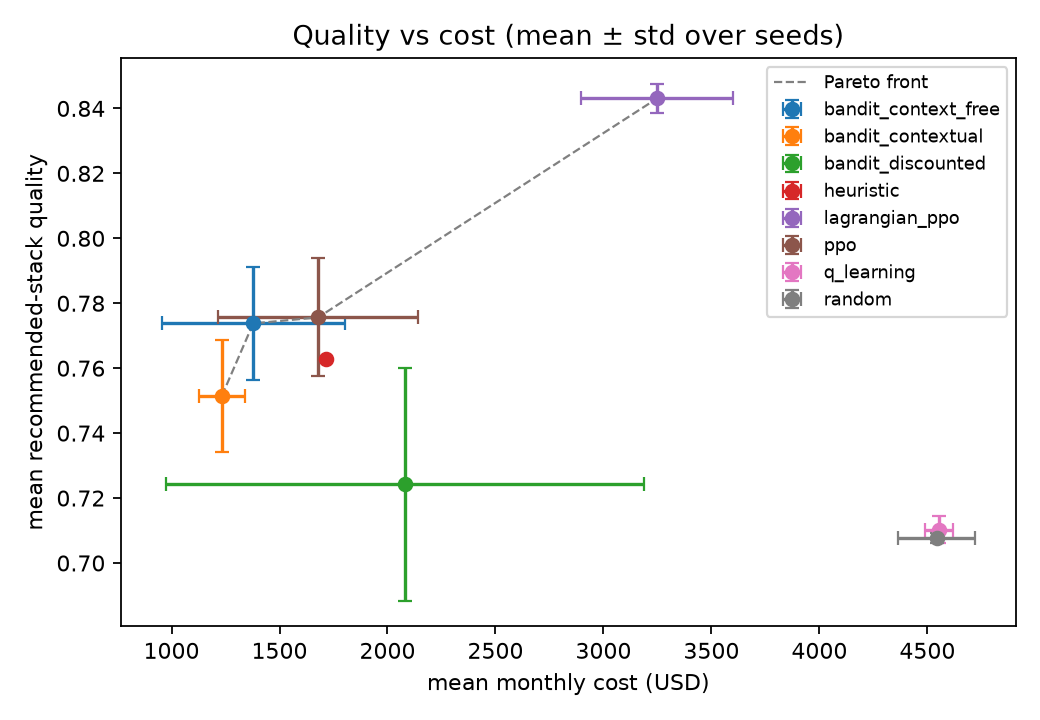 Quality vs cost (mean ± std over seeds)
mean recommended-stack quality
0.84
0.82
0.80
0.78
0.76
0.74
0.72
0.70
Pareto front
bandit_context_free
bandit_contextual
bandit_discounted
heuristic
lagrangian_ppo
ppo
q_learning
random
1000 1500 2000 2500 3000 3500 4000 4500
mean monthly cost (USD)